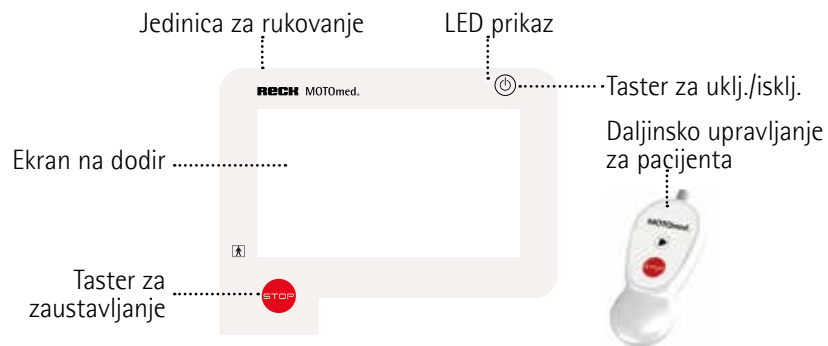 Jedinica za rukovanje
LED prikaz
RECK MOTOmed®
Taster za uklj./isklj.
Daljinsko upravljanje
za pacijenta
Ekran na dodir
MOTOmed®
STOP
Taster za
zaustavljanje
STOP